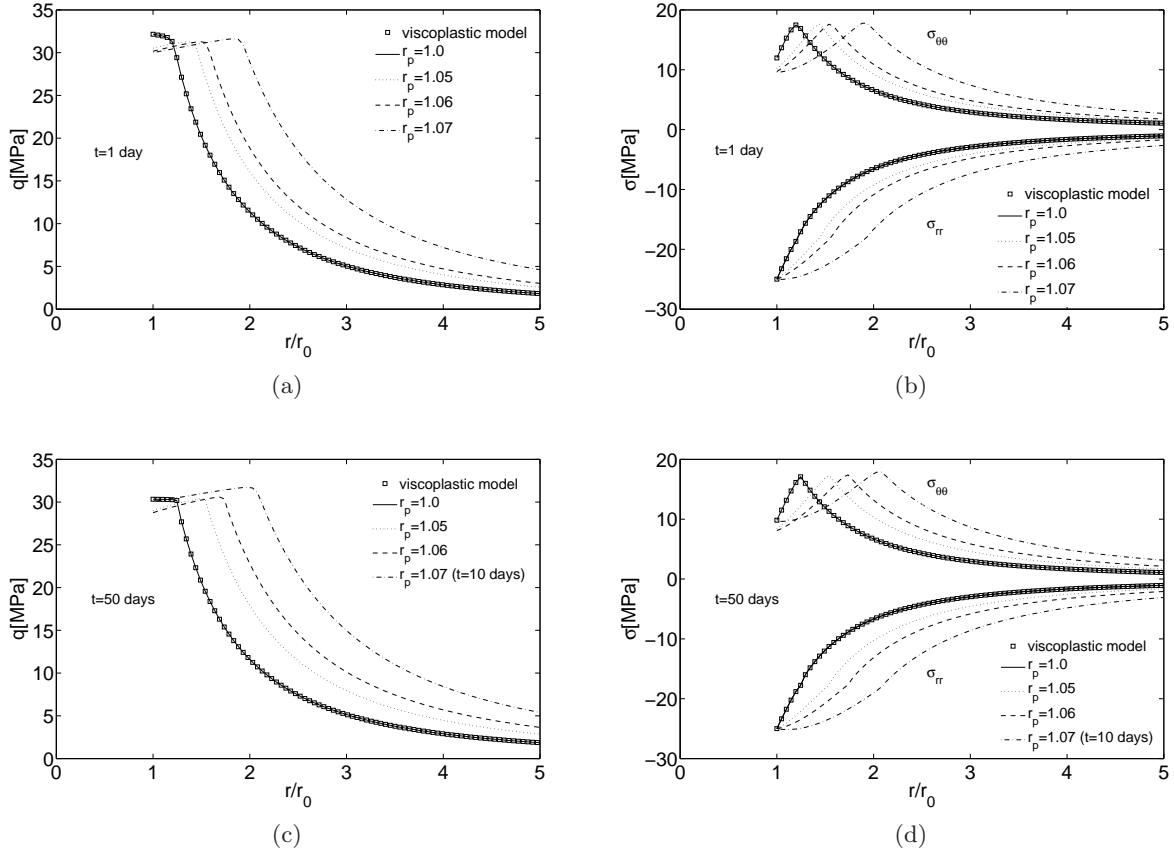 35
30
25
20
15
10
5
0
q[MPa]
t=1 day
viscoplastic model
r_p=1.0
r_p=1.05
r_p=1.06
r_p=1.07
0 1 2 3 4 5
r/r_0
(a)
20
10
0
−10
−20
−30
σ[MPa]
σ_θθ
t=1 day
σ_rr
viscoplastic model
r_p=1.0
r_p=1.05
r_p=1.06
r_p=1.07
0 1 2 3 4 5
r/r_0
(b)
35
30
25
20
15
10
5
0
q[MPa]
t=50 days
viscoplastic model
r_p=1.0
r_p=1.05
r_p=1.06
r_p=1.07 (t=10 days)
0 1 2 3 4 5
r/r_0
(c)
20
10
0
−10
−20
−30
σ[MPa]
σ_θθ
t=50 days
σ_rr
viscoplastic model
r_p=1.0
r_p=1.05
r_p=1.06
r_p=1.07 (t=10 days)
0 1 2 3 4 5
r/r_0
(d)